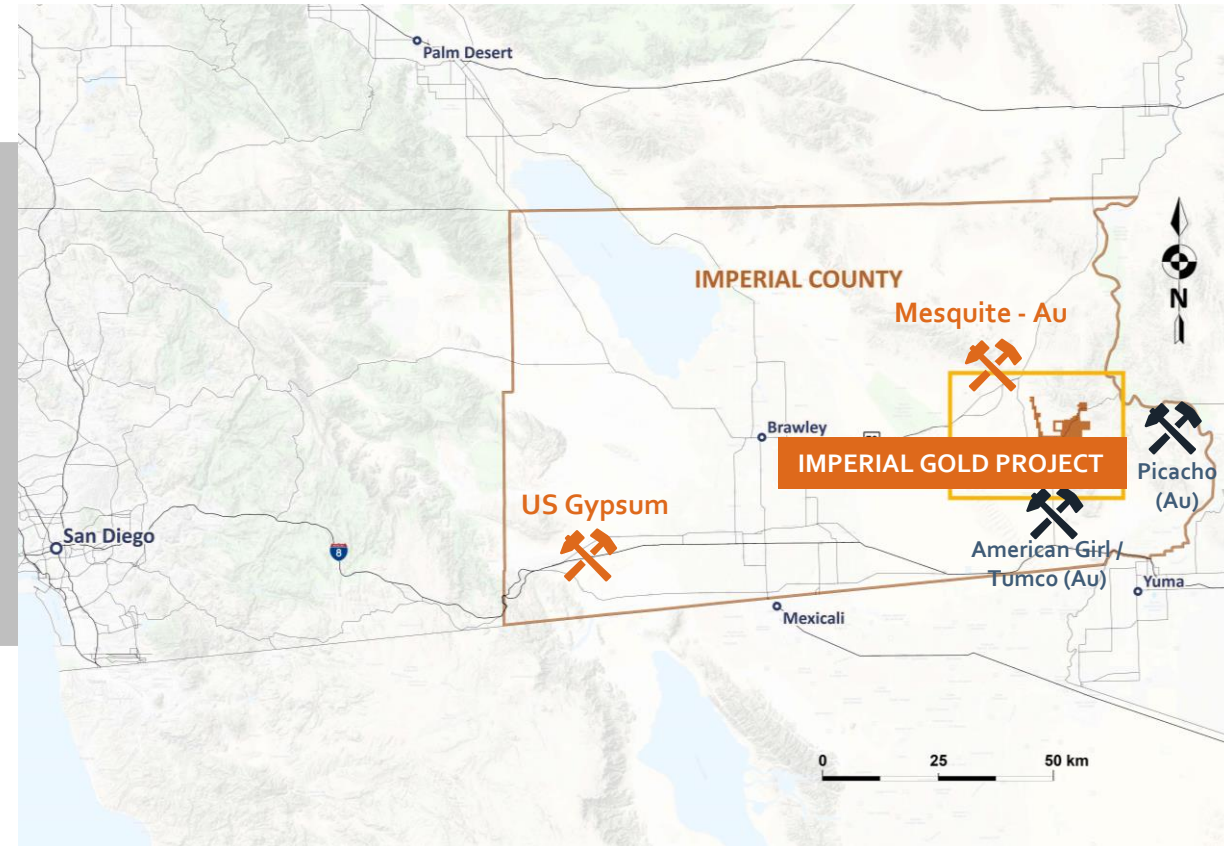 Palm Desert
IMPERIAL COUNTY
N
Mesquite - Au
Brawley
IMPERIAL GOLD PROJECT
Picacho
(Au)
US Gypsum
San Diego
8
American Girl /
Tumco (Au)
Yuma
Mexicali
0 25 50 km